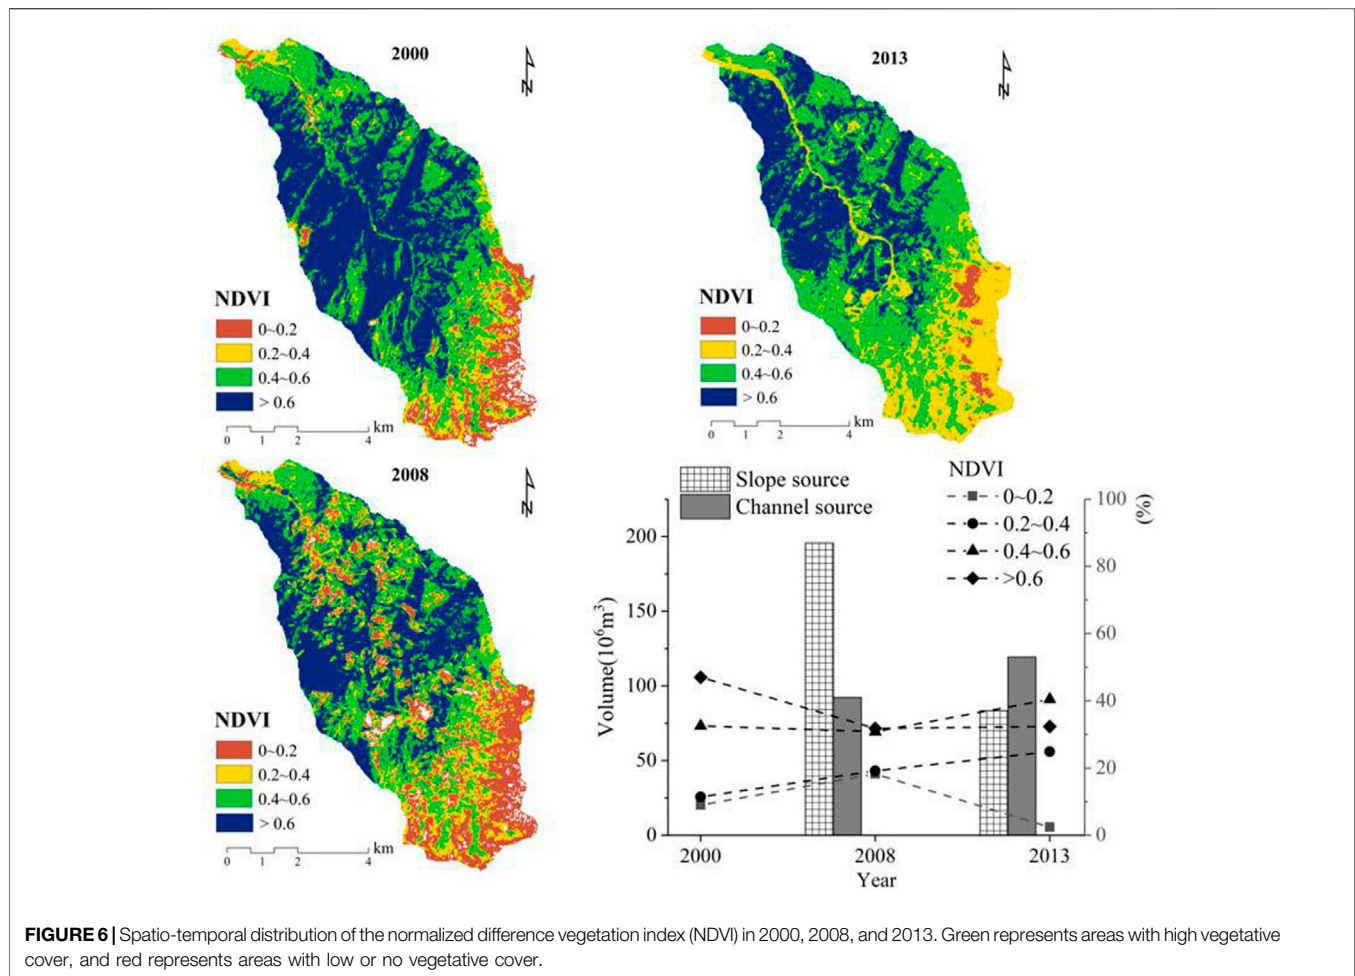 2000
N
NDVI
0~0.2
0.2~0.4
0.4~0.6
> 0.6
km
0 1 2 4
2013
N
NDVI
0~0.2
0.2~0.4
0.4~0.6
> 0.6
km
0 1 2 4
2008
N
NDVI
0~0.2
0.2~0.4
0.4~0.6
> 0.6
km
0 1 2 4
Slope source
Channel source
NDVI
0~0.2
0.2~0.4
0.4~0.6
>0.6
Volume(10⁶m³)
200
150
100
50
0
(%)
100
80
60
40
20
0
2000 2008 2013
Year
FIGURE 6 | Spatio-temporal distribution of the normalized difference vegetation index (NDVI) in 2000, 2008, and 2013. Green represents areas with high vegetative
cover, and red represents areas with low or no vegetative cover.